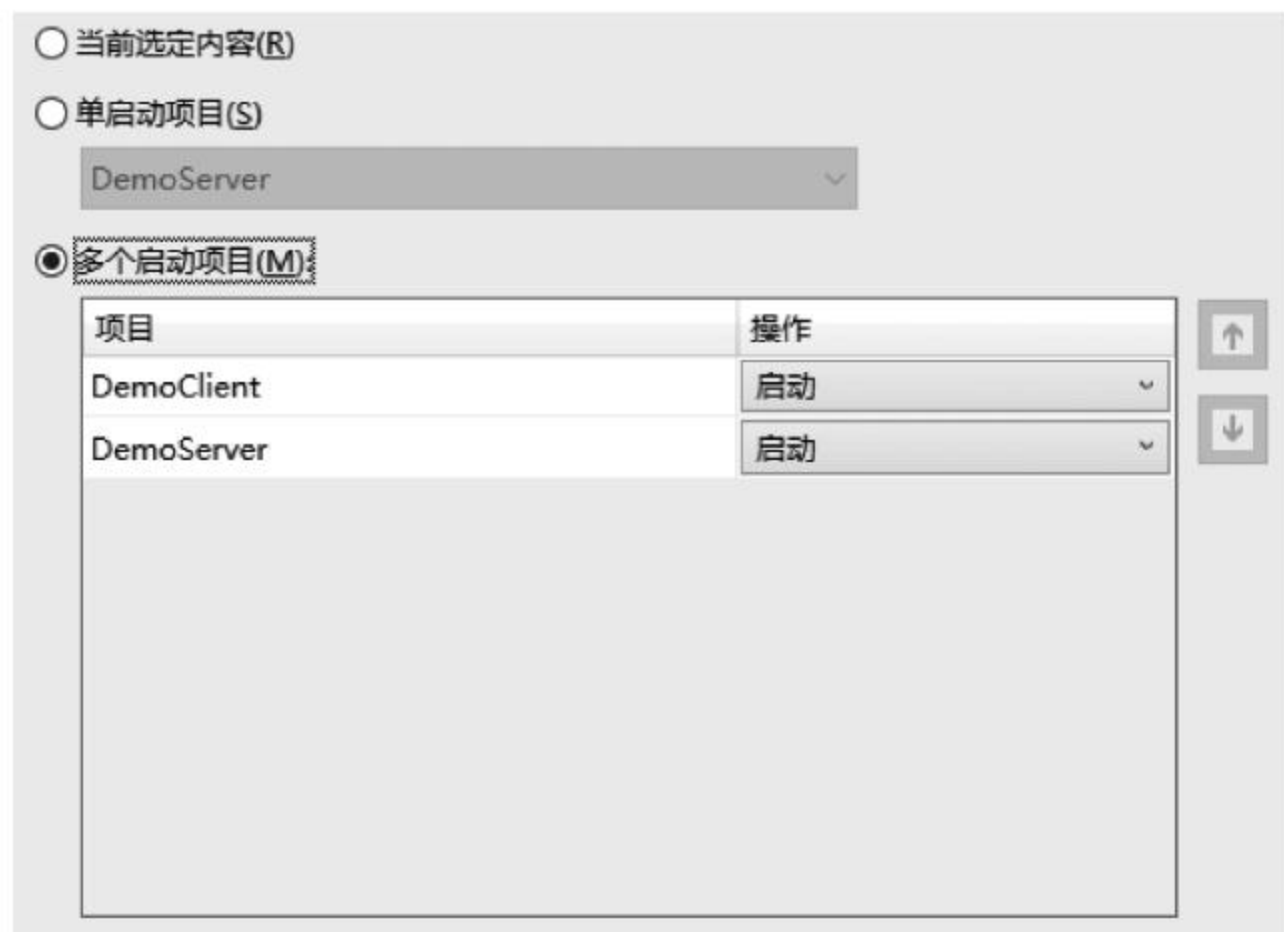 当前选定内容(R)
单启动项目(S)
DemoServer
多个启动项目(M):
项目 操作
DemoClient 启动
DemoServer 启动